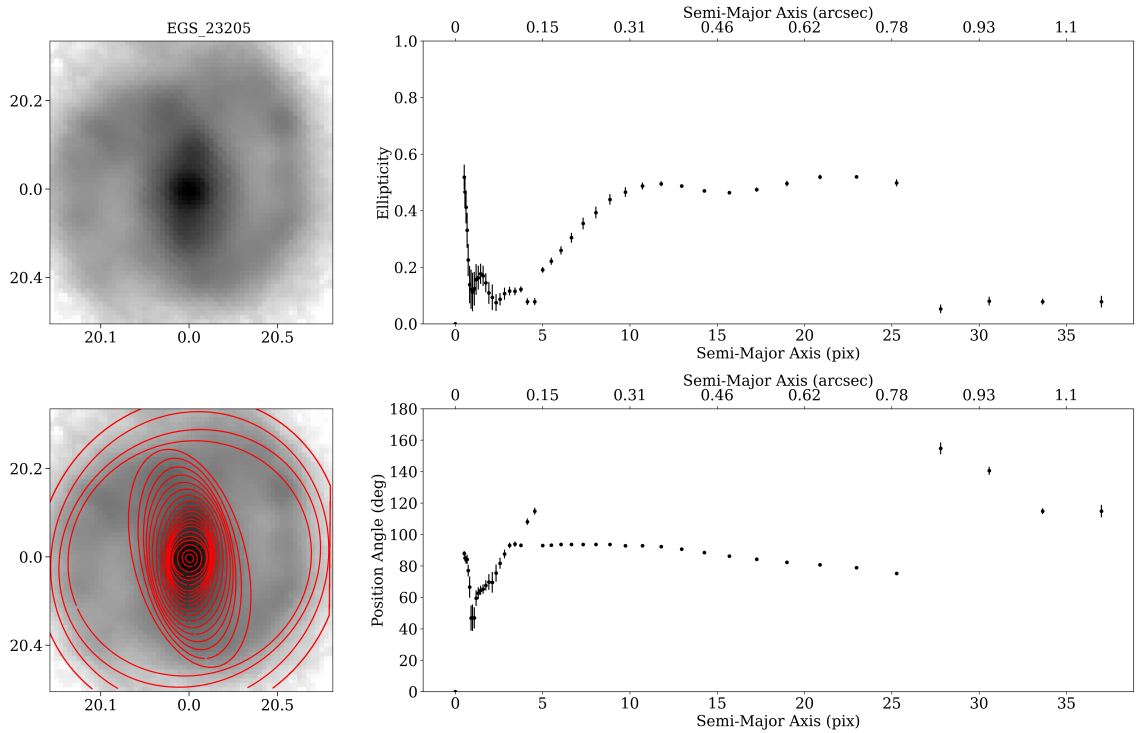 EGS_23205
20.2
0.0
20.4
20.1 0.0 20.5
Semi-Major Axis (arcsec)
0 0.15 0.31 0.46 0.62 0.78 0.93 1.1
1.0
0.8
0.6
0.4
0.2
0.0
Ellipticity
0 5 10 15 20 25 30 35
Semi-Major Axis (pix)
20.2
0.0
20.4
20.1 0.0 20.5
Semi-Major Axis (arcsec)
0 0.15 0.31 0.46 0.62 0.78 0.93 1.1
180
160
140
120
100
80
60
40
20
0
Position Angle (deg)
0 5 10 15 20 25 30 35
Semi-Major Axis (pix)